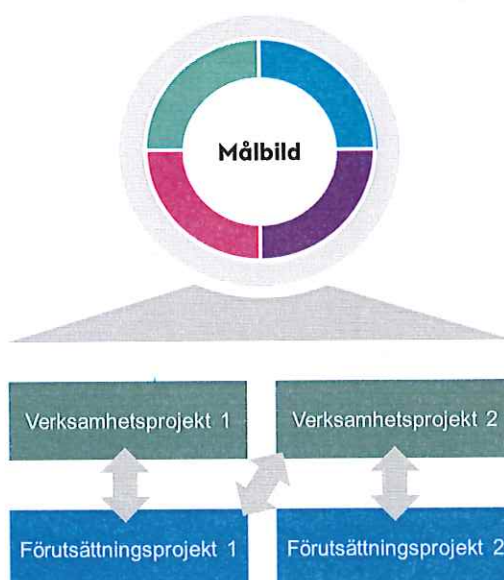 Målbild
Verksamhetsprojekt 1
Verksamhetsprojekt 2
Förutsättningsprojekt 1
Förutsättningsprojekt 2